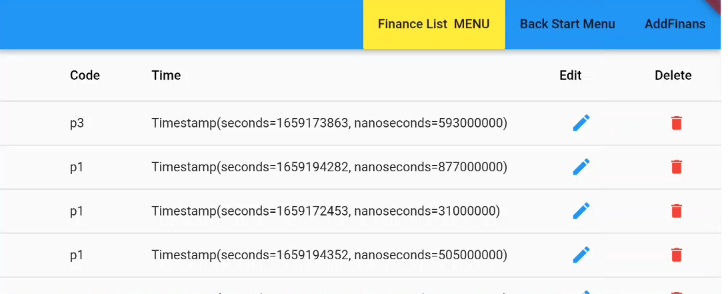 Finance List  MENU Back Start Menu AddFinans
Code Time Edit Delete
p3 Timestamp(seconds=1659173863, nanoseconds=593000000)
p1 Timestamp(seconds=1659194282, nanoseconds=877000000)
p1 Timestamp(seconds=1659172453, nanoseconds=31000000)
p1 Timestamp(seconds=1659194352, nanoseconds=505000000)